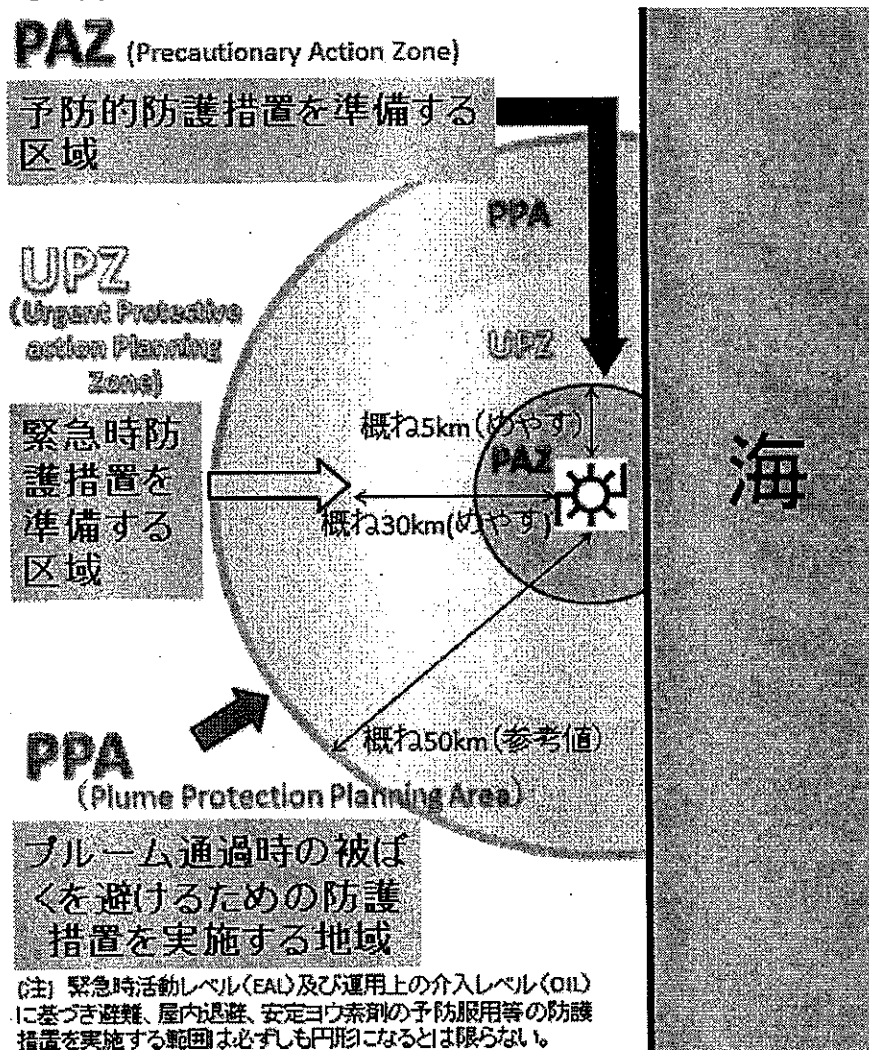 PAZ (Precautionary Action Zone)
予防的防護措置を準備する
区域
PPA
UPZ
(Urgent Protective
action Planning
Zone)
UPZ
緊急時防
護措置を
準備する
区域
概ね5km(めやす)
PAZ
概ね30km(めやす)
海
概ね50km(参考値)
PPA
(Plume Protection Planning Area)
プルーム通過時の被ば
くを避けるための防護
措置を実施する地域
(注) 緊急時活動レベル(EAL)及び運用上の介入レベル(OIL)
に基づき避難、屋内退避、安定ヨウ素剤の予防服用等の防護
措置を実施する範囲は必ずしも円形になるとは限らない。